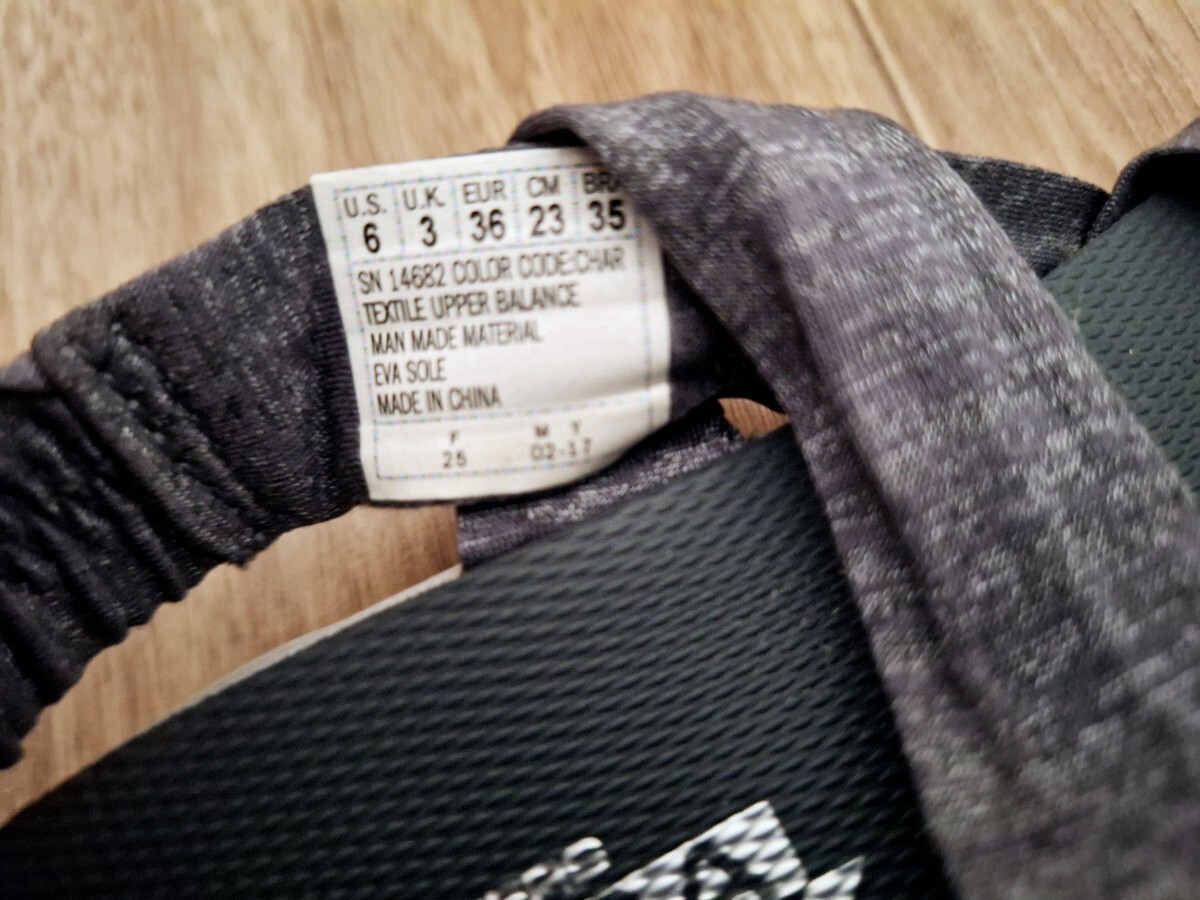 U.S. U.K. EUR CM BRA
6 3 36 23 35
SN 14682 COLOR CODE:CHAR
TEXTILE UPPER BALANCE
MAN MADE MATERIAL
EVA SOLE
MADE IN CHINA
F M Y
25 02-17